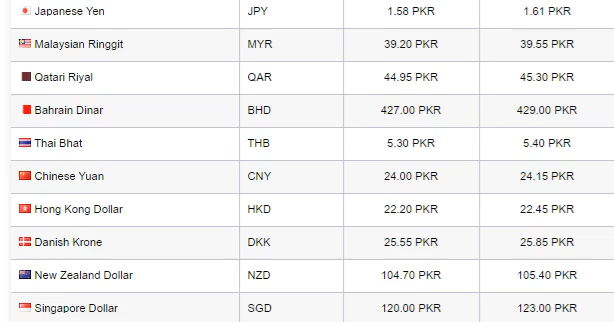 Japanese Yen JPY 1.58 PKR 1.61 PKR
Malaysian Ringgit MYR 39.20 PKR 39.55 PKR
Qatari Riyal QAR 44.95 PKR 45.30 PKR
Bahrain Dinar BHD 427.00 PKR 429.00 PKR
Thai Bhat THB 5.30 PKR 5.40 PKR
Chinese Yuan CNY 24.00 PKR 24.15 PKR
Hong Kong Dollar HKD 22.20 PKR 22.45 PKR
Danish Krone DKK 25.55 PKR 25.85 PKR
New Zealand Dollar NZD 104.70 PKR 105.40 PKR
Singapore Dollar SGD 120.00 PKR 123.00 PKR